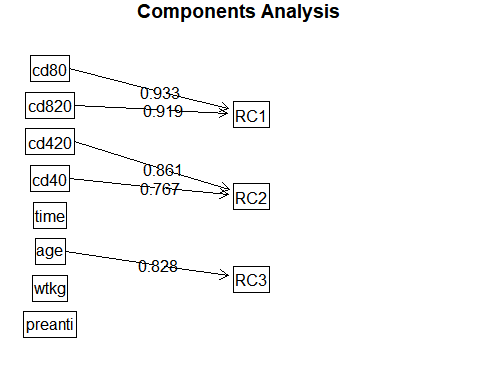 Components Analysis
cd80
0.933
cd820
0.919
RC1
cd420
0.861
cd40
0.767
RC2
time
age
0.828
RC3
wtkg
preanti